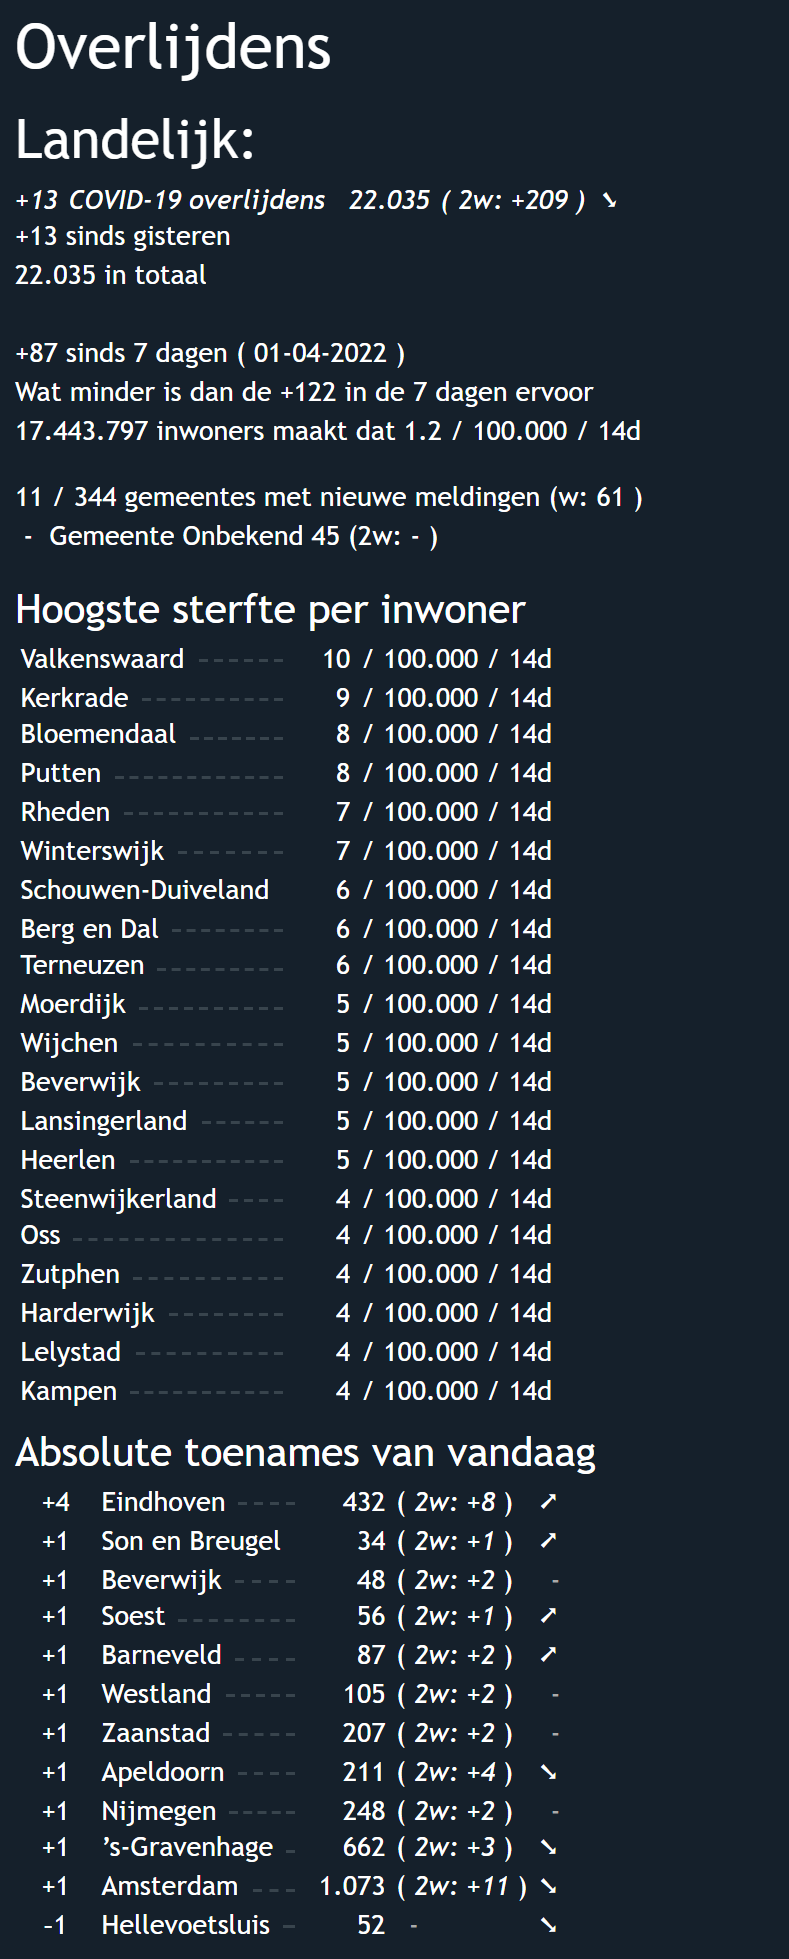 Overlijdens
Landelijk:
+13 COVID-19 overlijdens 22.035 ( 2w: +209 ) ➘
+13 sinds gisteren
22.035 in totaal
+87 sinds 7 dagen ( 01-04-2022 )
Wat minder is dan de +122 in de 7 dagen ervoor
17.443.797 inwoners maakt dat 1.2 / 100.000 / 14d
11 / 344 gemeentes met nieuwe meldingen (w: 61 )
- Gemeente Onbekend 45 (2w: - )
Hoogste sterfte per inwoner
Valkenswaard ------ 10 / 100.000 / 14d
Kerkrade ---------- 9 / 100.000 / 14d
Bloemendaal ------- 8 / 100.000 / 14d
Putten ------------ 8 / 100.000 / 14d
Rheden ----------- 7 / 100.000 / 14d
Winterswijk ------- 7 / 100.000 / 14d
Schouwen-Duiveland 6 / 100.000 / 14d
Berg en Dal -------- 6 / 100.000 / 14d
Terneuzen --------- 6 / 100.000 / 14d
Moerdijk ---------- 5 / 100.000 / 14d
Wijchen ---------- 5 / 100.000 / 14d
Beverwijk --------- 5 / 100.000 / 14d
Lansingerland ------ 5 / 100.000 / 14d
Heerlen ----------- 5 / 100.000 / 14d
Steenwijkerland ---- 4 / 100.000 / 14d
Oss -------------- 4 / 100.000 / 14d
Zutphen ---------- 4 / 100.000 / 14d
Harderwijk -------- 4 / 100.000 / 14d
Lelystad ---------- 4 / 100.000 / 14d
Kampen ----------- 4 / 100.000 / 14d
Absolute toenames van vandaag
+4 Eindhoven ---- 432 ( 2w: +8 ) ➚
+1 Son en Breugel 34 ( 2w: +1 ) ➚
+1 Beverwijk ---- 48 ( 2w: +2 ) -
+1 Soest -------- 56 ( 2w: +1 ) ➚
+1 Barneveld ---- 87 ( 2w: +2 ) ➚
+1 Westland ----- 105 ( 2w: +2 ) -
+1 Zaanstad ----- 207 ( 2w: +2 ) -
+1 Apeldoorn ---- 211 ( 2w: +4 ) ➘
+1 Nijmegen ----- 248 ( 2w: +2 ) -
+1 ’s-Gravenhage - 662 ( 2w: +3 ) ➘
+1 Amsterdam --- 1.073 ( 2w: +11 ) ➘
-1 Hellevoetsluis - 52 - ➘